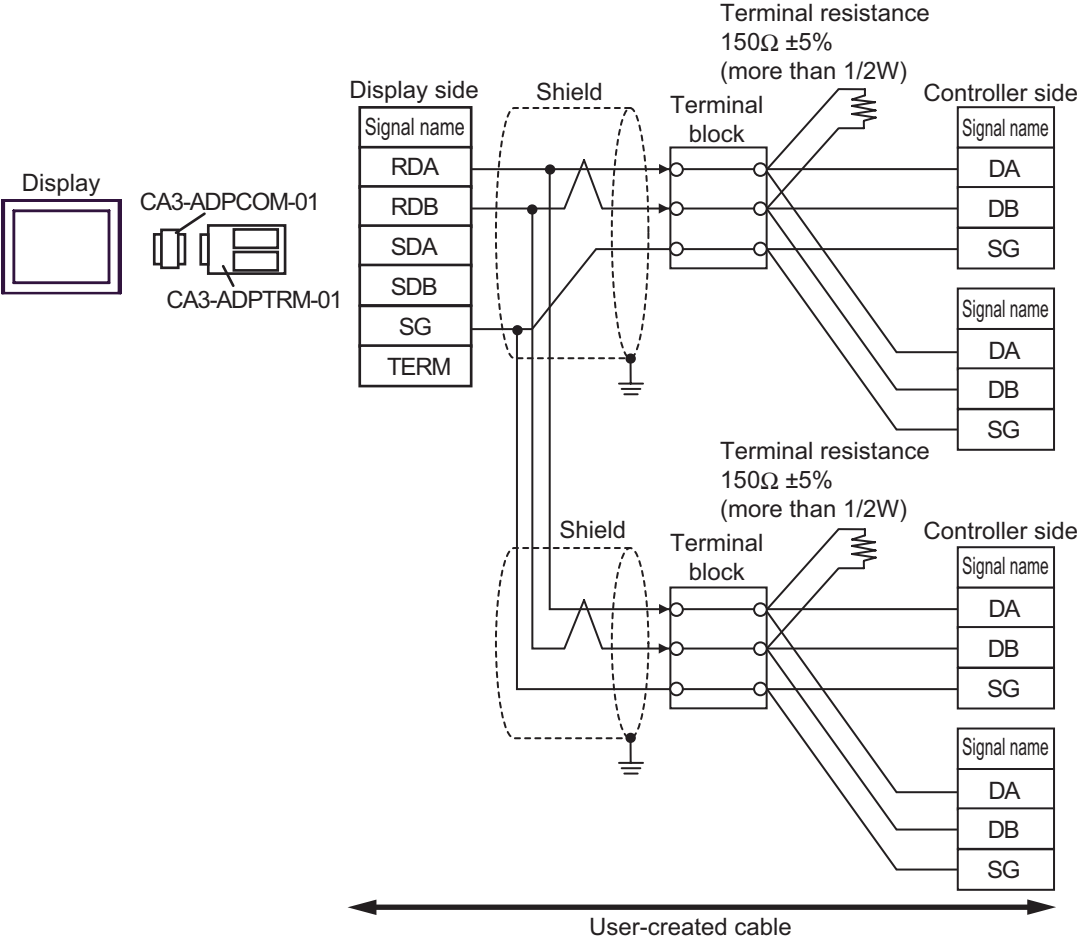 Terminal resistance
150Ω ±5%
(more than 1/2W)
Display side
Shield
Terminal
block
Controller side
Signal name
RDA
RDB
SDA
SDB
SG
TERM
Display
CA3-ADPCOM-01
CA3-ADPTRM-01
Signal name
DA
DB
SG
Signal name
DA
DB
SG
Terminal resistance
150Ω ±5%
(more than 1/2W)
Shield
Terminal
block
Controller side
Signal name
DA
DB
SG
Signal name
DA
DB
SG
User-created cable